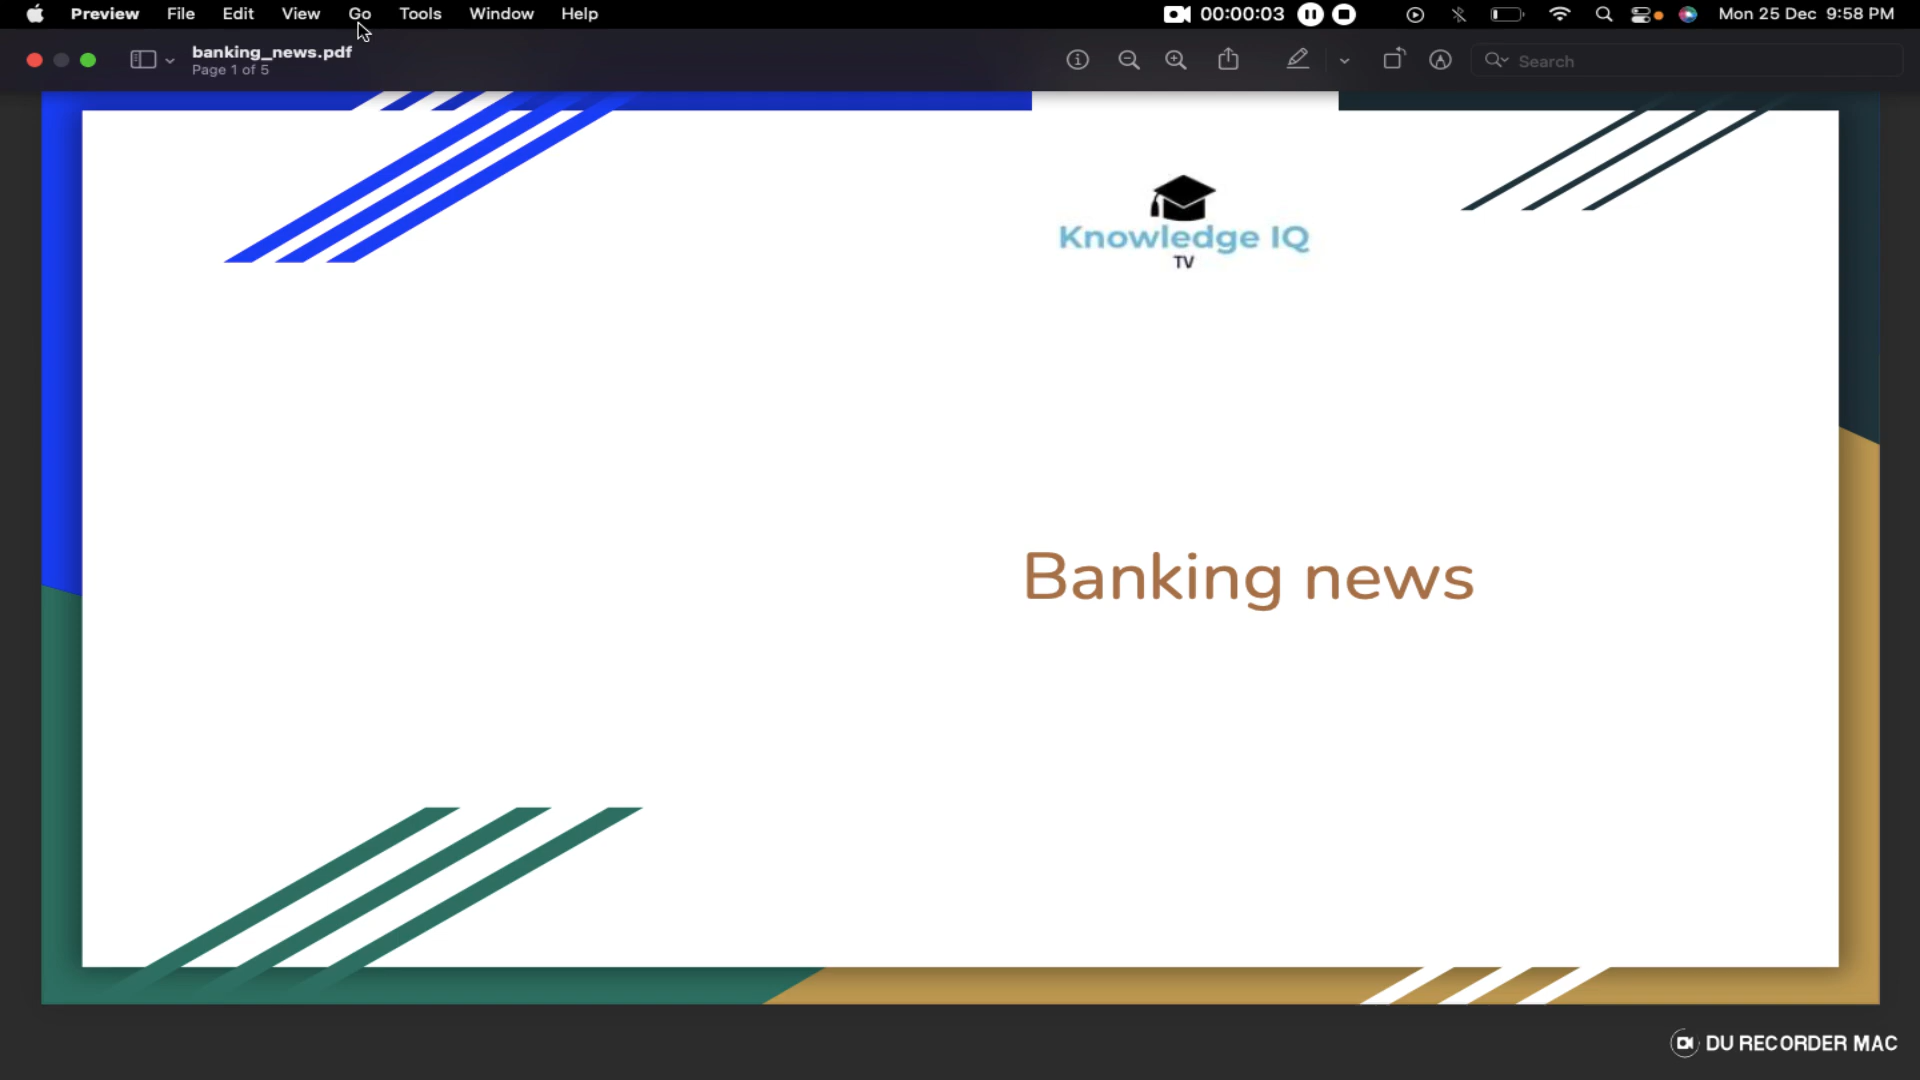 Preview File Edit View Go Tools Window Help 00:00:03 Mon 25 Dec 9:58 PM
banking_news.pdf
Page 1 of 5
Search
Knowledge IQ
TV
Banking news
DU RECORDER MAC